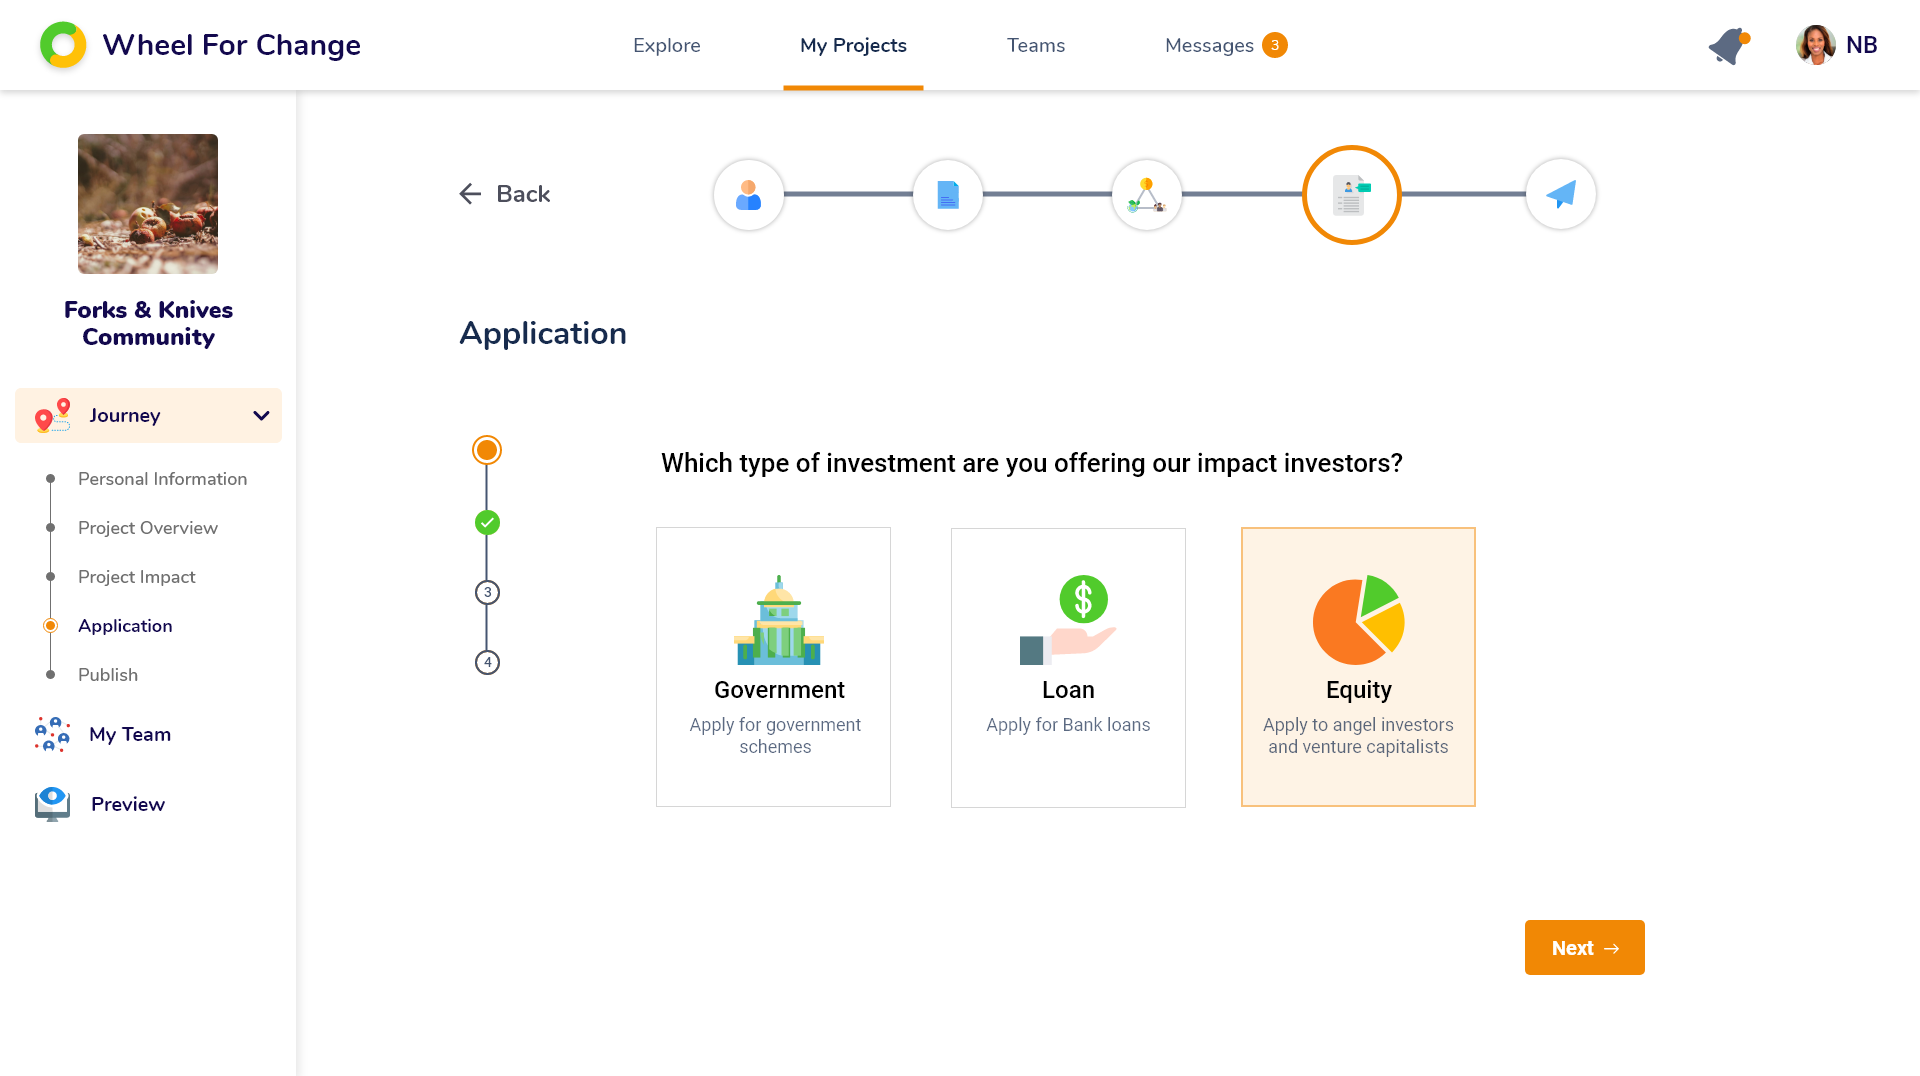 Wheel For Change
Explore
My Projects
Teams
Messages 3
NB
Forks & Knives
Community
Journey
Personal Information
Project Overview
Project Impact
Application
Publish
My Team
Preview
Back
Application
3
4
Which type of investment are you offering our impact investors?
Government
Apply for government
schemes
$
Loan
Apply for Bank loans
Equity
Apply to angel investors
and venture capitalists
Next →